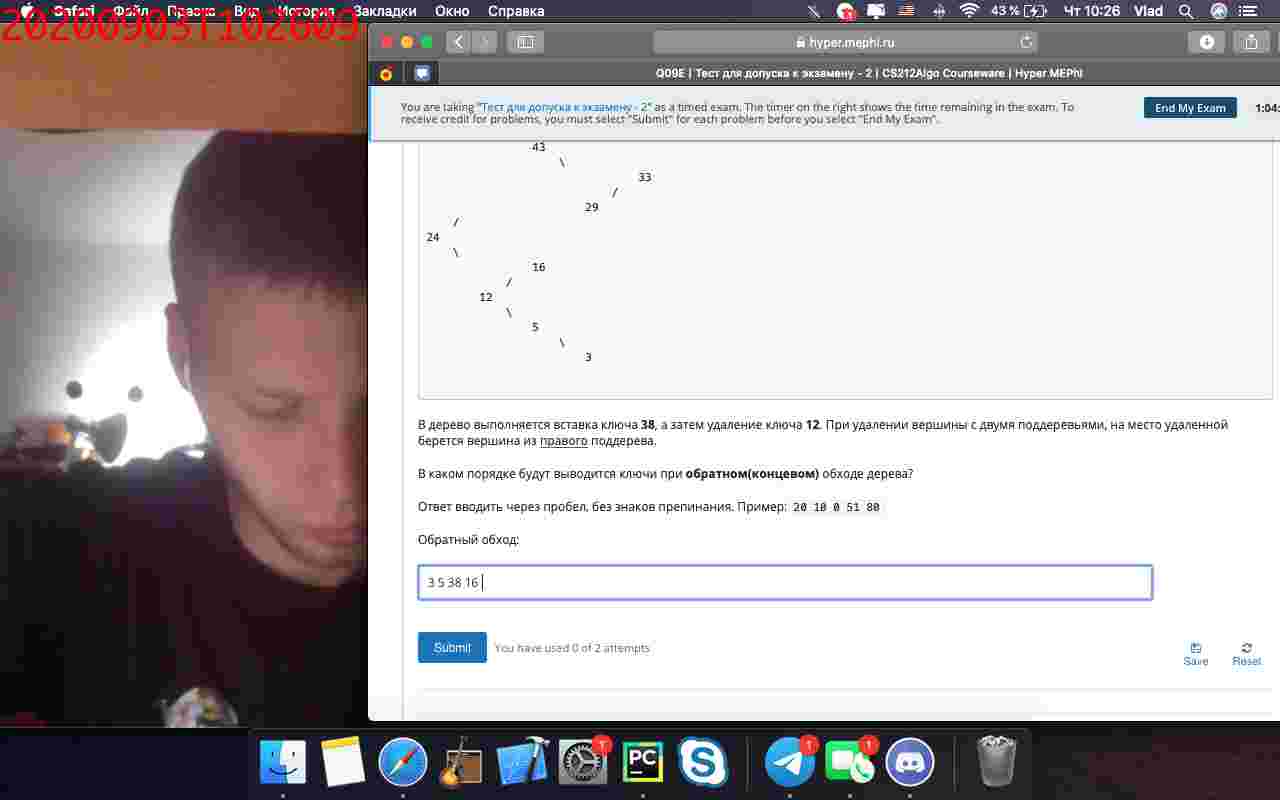 20200903T102609
Safari Файл Правка Вид История Закладки Окно Справка
43 % Чт 10:26 Vlad
hyper.mephi.ru
Q09E | Тест для допуска к экзамену - 2 | CS212Algo Courseware | Hyper.MEPhI
You are taking "Тест для допуска к экзамену - 2" as a timed exam. The timer on the right shows the time remaining in the exam. To
receive credit for problems, you must select "Submit" for each problem before you select "End My Exam".
End My Exam
1:04:
43
\
33
/
29
/
24
\
16
/
12
\
5
\
3
В дерево выполняется вставка ключа 38, а затем удаление ключа 12. При удалении вершины с двумя поддеревьями, на место удаленной
берется вершина из правого поддерева.
В каком порядке будут выводится ключи при обратном(концевом) обходе дерева?
Ответ вводить через пробел, без знаков препинания. Пример: 20 10 0 51 80
Обратный обход:
3 5 38 16
Submit
You have used 0 of 2 attempts
Save
Reset
1
PC
1
1